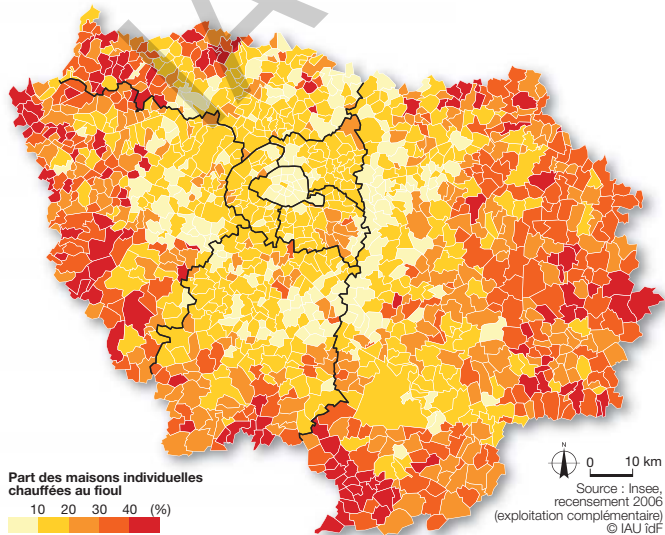 IA
N
0 10 km
Part des maisons individuelles
chauffées au fioul
10 20 30 40 (%)
Source : Insee,
recensement 2006
(exploitation complémentaire)
© IAU îdF